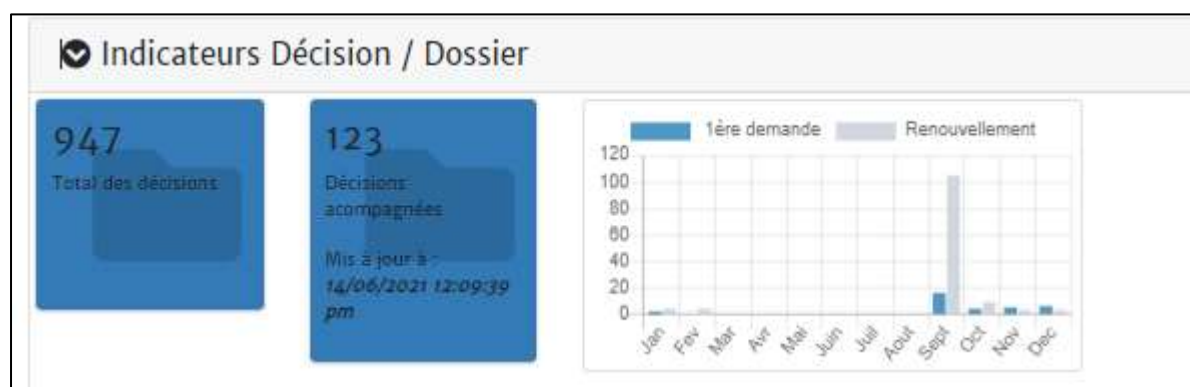 Indicateurs Décision / Dossier
947
Total des décisions
123
Décisions
acompagnées
Mis à jour à :
14/06/2021 12:09:39
pm
1ère demande Renouvellement
120
100
80
60
40
20
0
Jan Fev Mar Avr Mai Juin Juil Aout Sept Oct Nov Dec